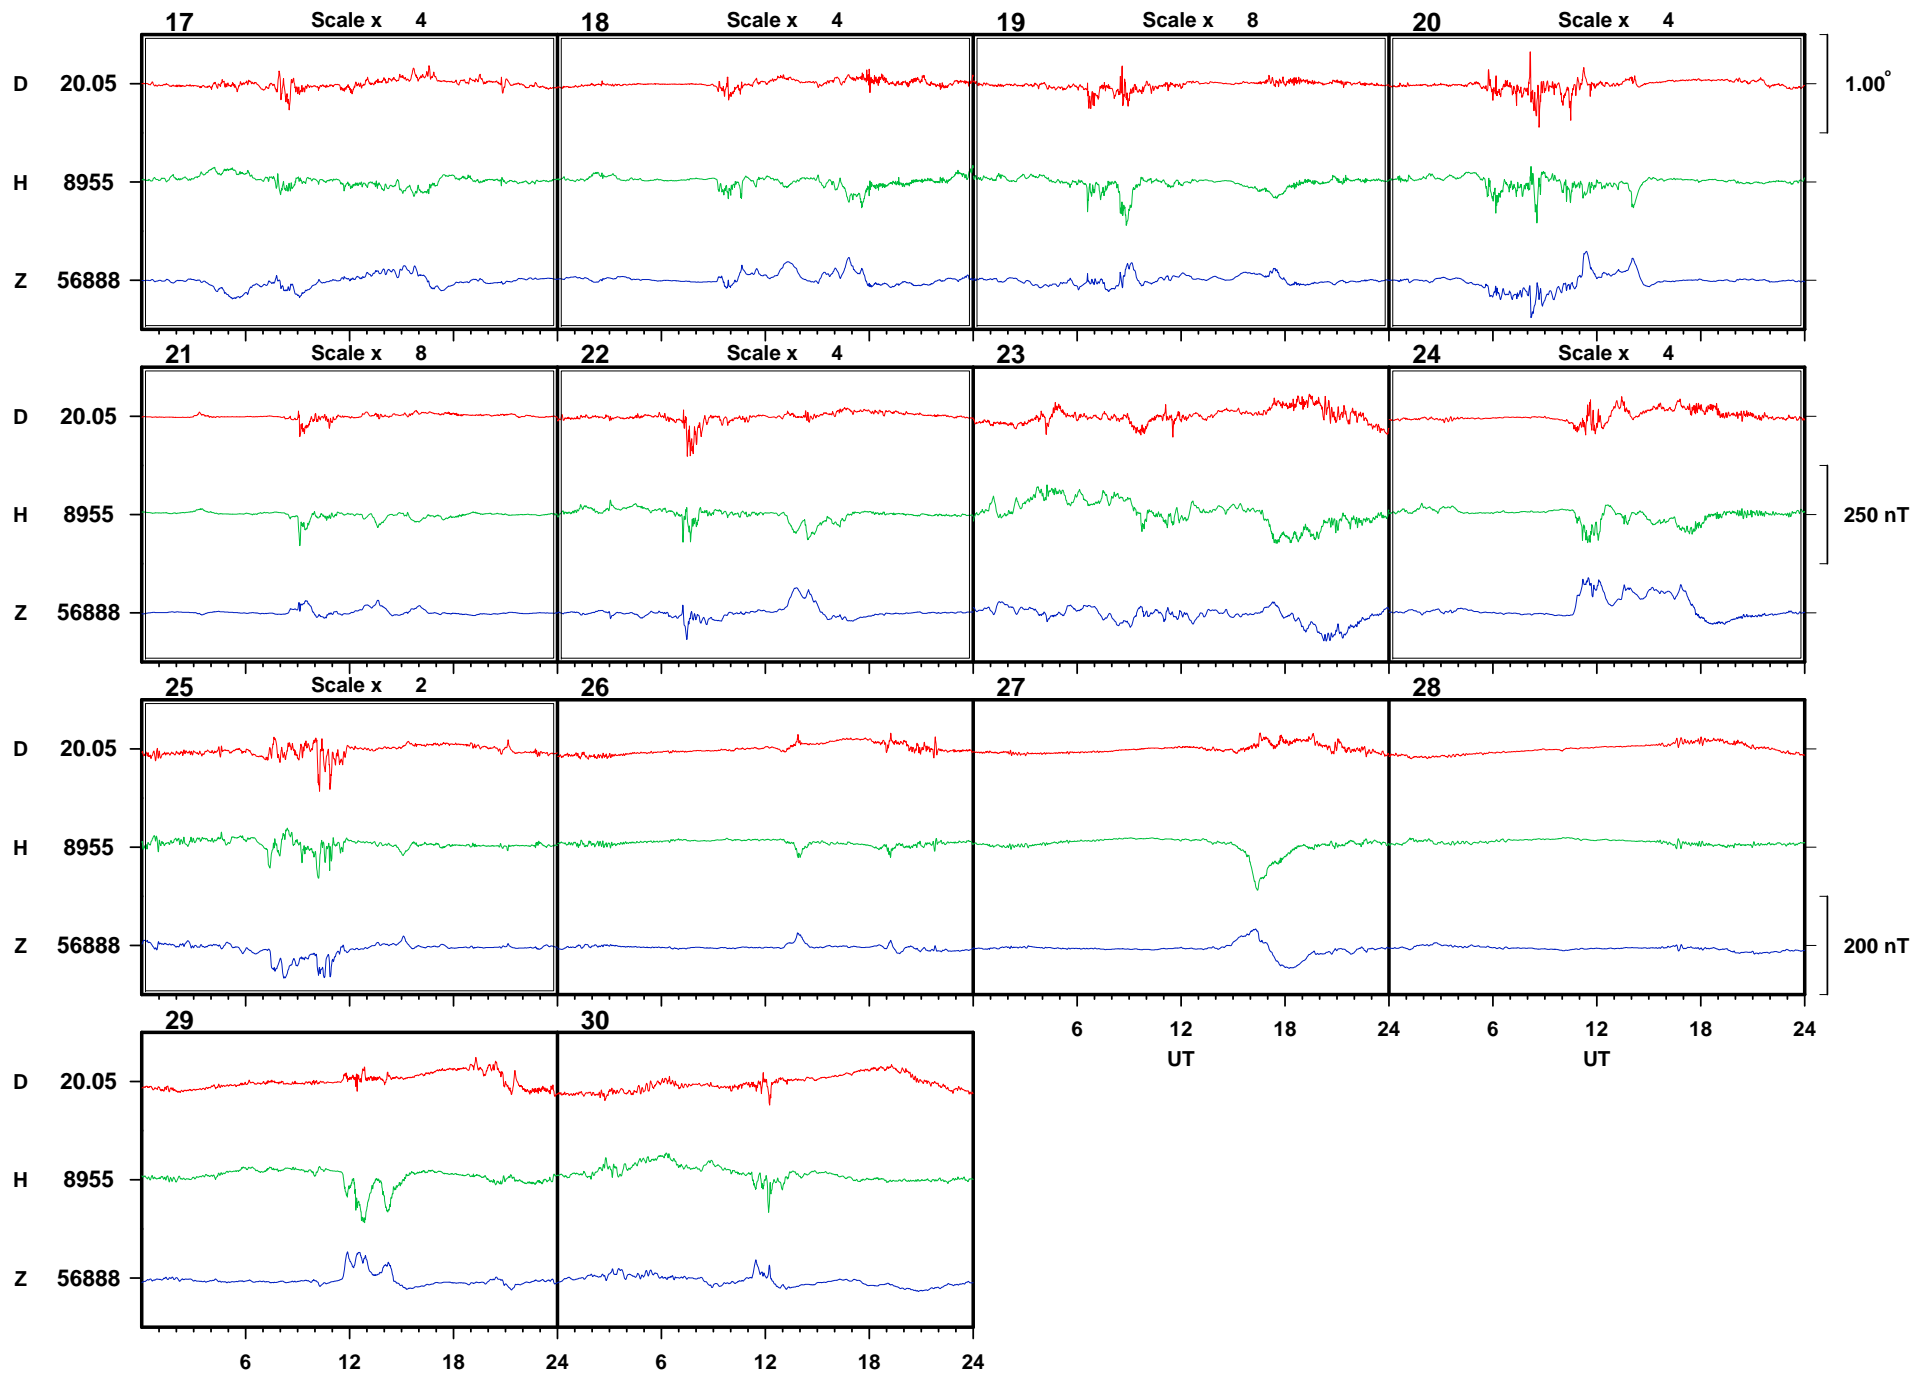 17 Scale x 4 18 Scale x 4 19 Scale x 8 20 Scale x 4
D 20.05 1.00°
H 8955
Z 56888
21 Scale x 8 22 Scale x 4 23 24 Scale x 4
D 20.05
H 8955 250 nT
Z 56888
25 Scale x 2 26 27 28
D 20.05
H 8955
Z 56888 200 nT
29 30
6 12 18 24 6 12 18 24
UT UT
D 20.05
H 8955
Z 56888
6 12 18 24 6 12 18 24